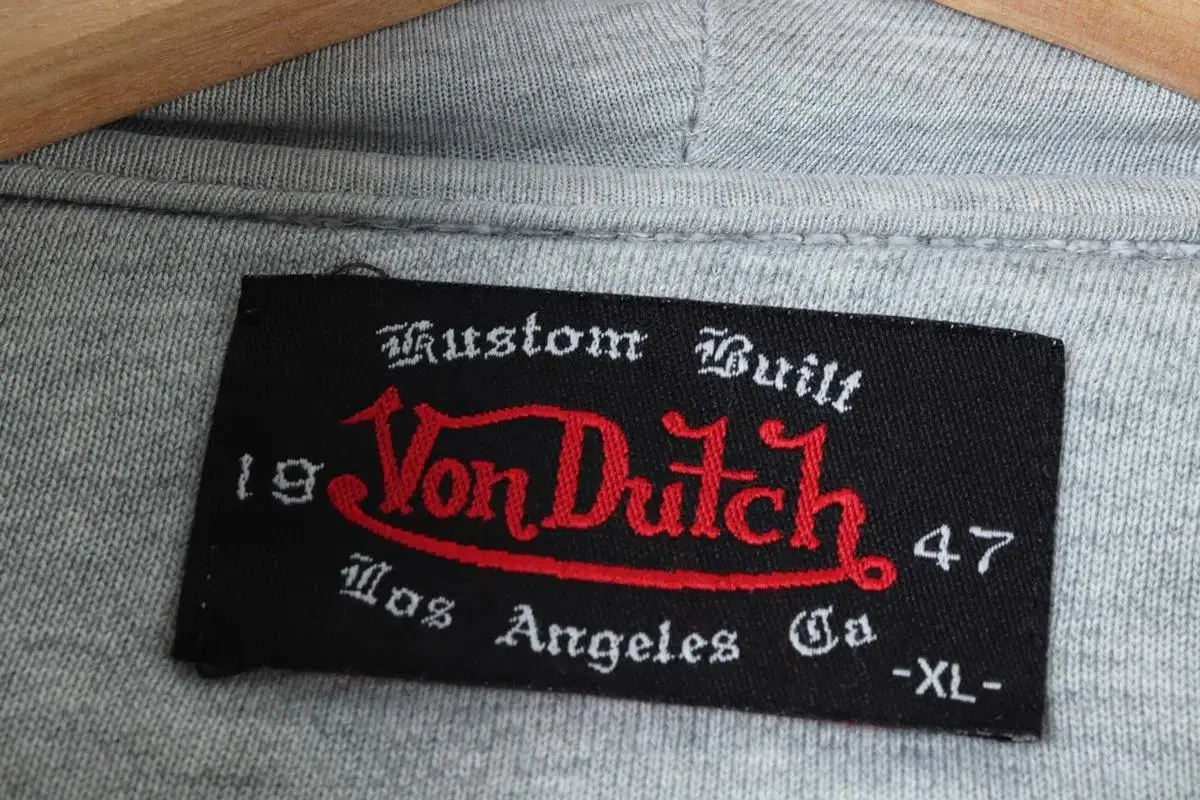 Kustom Built
19 Von Dutch 47
Los Angeles Ca
-XL-